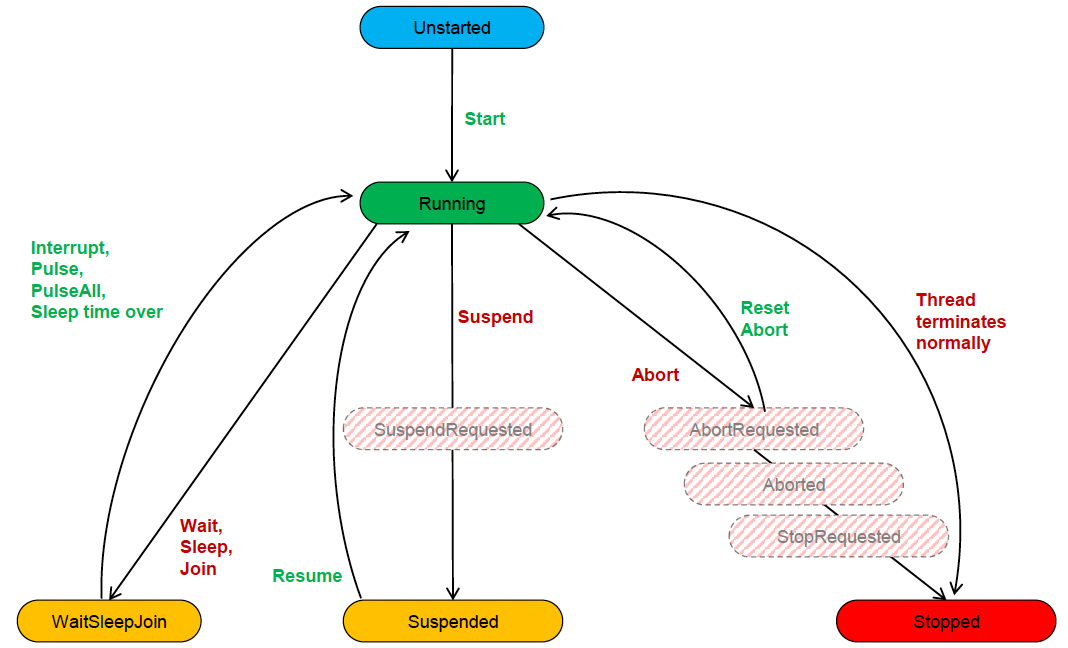 Unstarted
Start
Running
Interrupt,
Pulse,
PulseAll,
Sleep time over
Suspend
Reset
Abort
Thread
terminates
normally
Abort
SuspendRequested
AbortRequested
Aborted
StopRequested
Wait,
Sleep,
Join
Resume
WaitSleepJoin
Suspended
Stopped